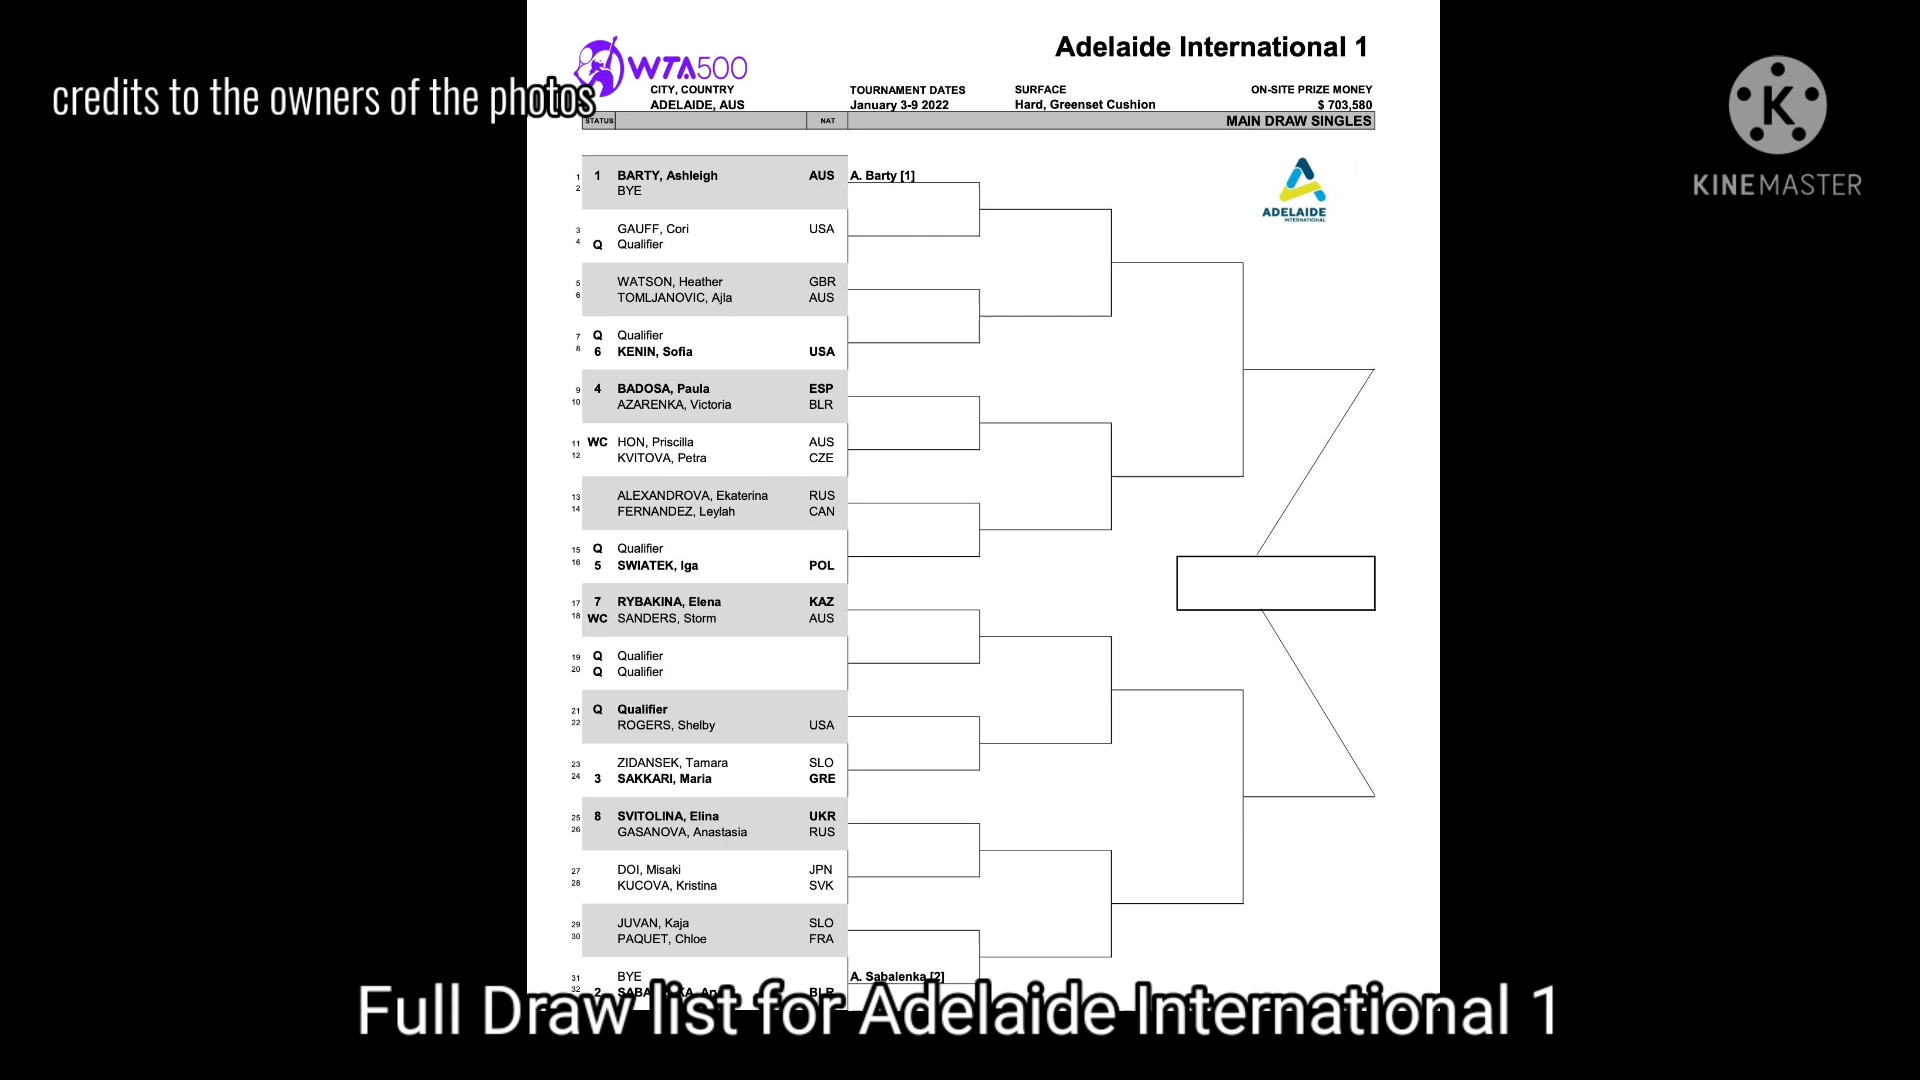 credits to the owners of the photos
WTA500
Adelaide International 1
CITY, COUNTRY TOURNAMENT DATES SURFACE ON-SITE PRIZE MONEY
ADELAIDE, AUS January 3-9 2022 Hard, Greenset Cushion $ 703,580
STATUS NAT MAIN DRAW SINGLES
K
KINEMASTER
ADELAIDE
INTERNATIONAL
1 1 BARTY, Ashleigh AUS A. Barty [1]
2 BYE
3 GAUFF, Cori USA
4 Q Qualifier
5 WATSON, Heather GBR
6 TOMLJANOVIC, Ajla AUS
7 Q Qualifier
8 6 KENIN, Sofia USA
9 4 BADOSA, Paula ESP
10 AZARENKA, Victoria BLR
11 WC HON, Priscilla AUS
12 KVITOVA, Petra CZE
13 ALEXANDROVA, Ekaterina RUS
14 FERNANDEZ, Leylah CAN
15 Q Qualifier
16 5 SWIATEK, Iga POL
17 7 RYBAKINA, Elena KAZ
18 WC SANDERS, Storm AUS
19 Q Qualifier
20 Q Qualifier
21 Q Qualifier
22 ROGERS, Shelby USA
23 ZIDANSEK, Tamara SLO
24 3 SAKKARI, Maria GRE
25 8 SVITOLINA, Elina UKR
26 GASANOVA, Anastasia RUS
27 DOI, Misaki JPN
28 KUCOVA, Kristina SVK
29 JUVAN, Kaja SLO
30 PAQUET, Chloe FRA
31 BYE A. Sabalenka [2]
32 2 BLR
Full Draw list for Adelaide International 1